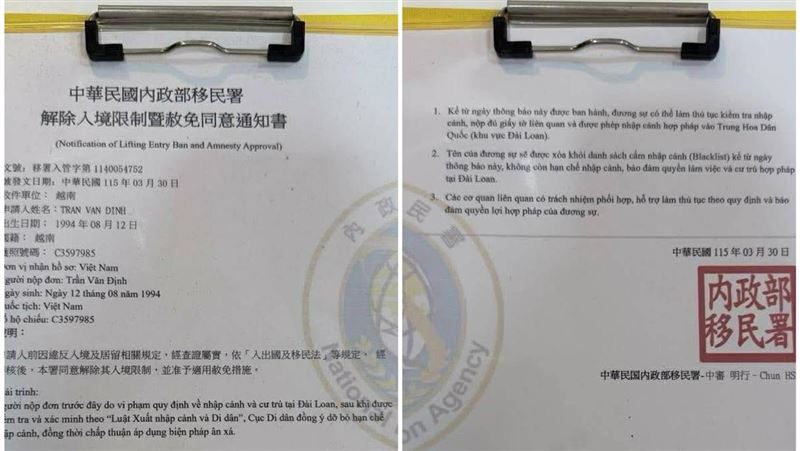 中華民國內政部移民署
解除入境限制暨赦免同意通知書
(Notification of Lifting Entry Ban and Amnesty Approval)
文號：移署入管字第 1140054752
發文日期：中華民國 115 年 03 月 30 日
件單位： 越南
請人姓名：TRAN VAN DINH
生日期： 1994 年 08 月 12 日
籍： 越南
照號碼： C3597985
vị nhận hồ sơ: Việt Nam
người nộp đơn: Trần Văn Định
sinh: Ngày 12 tháng 08 năm 1994
tịch: Việt Nam
hộ chiếu: C3597985
明：
請人前因違反入境及居留相關規定，經查證屬實，依「入出國及移民法」等規定， 經
核後，本署同意解除其入境限制，並准予適用赦免措施。
trình:
người nộp đơn trước đây do vi phạm quy định về nhập cảnh và cư trú tại Đài Loan, sau khi được
tra và xác minh theo “Luật Xuất nhập cảnh và Di dân”, Cục Di dân đồng ý dỡ bỏ hạn chế
cảnh, đồng thời chấp thuận áp dụng biện pháp ân xá.
內政部移民署
National Agency
1. Kể từ ngày thông báo này được ban hành, đương sự có thể làm thủ tục kiểm tra nhập
cảnh, nộp đủ giấy tờ liên quan và được phép nhập cảnh hợp pháp vào Trung Hoa Dân
Quốc (khu vực Đài Loan).
2. Tên của đương sự sẽ được xóa khỏi danh sách cấm nhập cảnh (Blacklist) kể từ ngày
thông báo này, không còn hạn chế nhập cảnh, bảo đảm quyền làm việc và cư trú hợp pháp
tại Đài Loan.
3. Các cơ quan liên quan có trách nhiệm phối hợp, hỗ trợ làm thủ tục theo quy định và bảo
đảm quyền lợi hợp pháp của đương sự.
中華民國 115 年 03 月 30 日
內政部
移民署
中華民国内政部移民署-中審 明行 - Chun HS